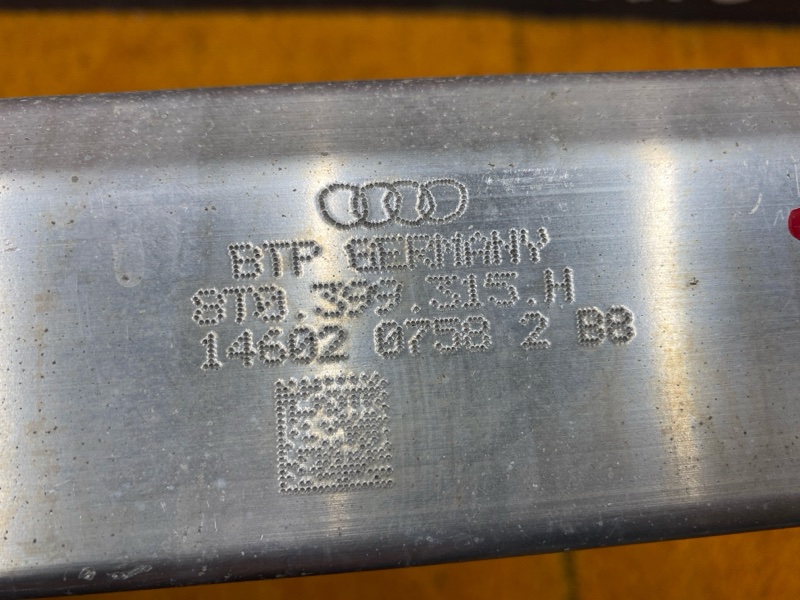 BTP GERMANY
8T0.399.315.H
14602 0758 2 B8